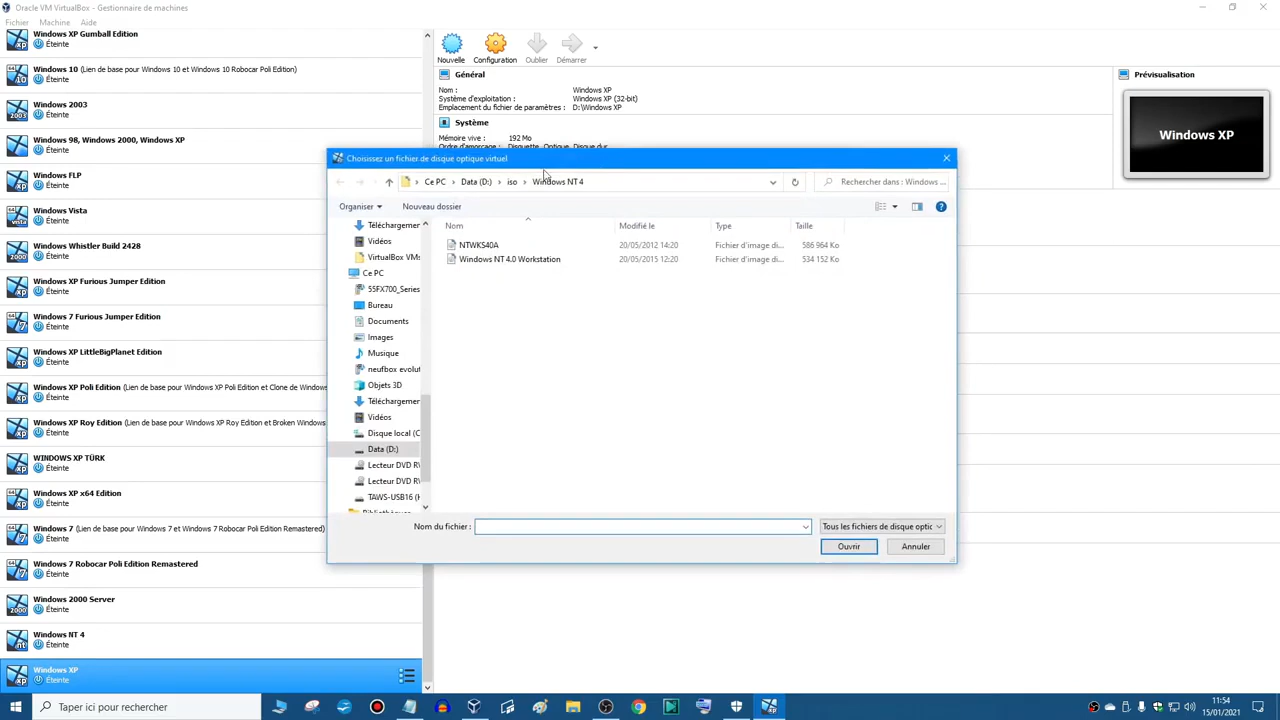 Oracle VM VirtualBox - Gestionnaire de machines
Fichier Machine Aide
Windows XP Gumball Edition
Éteinte
Windows 10 (Lien de base pour Windows 10 et Windows 10 Robocar Poli Edition)
Éteinte
Windows 2003
Éteinte
Windows 98, Windows 2000, Windows XP
Éteinte
Windows FLP
Éteinte
Windows Vista
Éteinte
Windows Whistler Build 2428
Éteinte
Windows XP Furious Jumper Edition
Éteinte
Windows 7 Furious Jumper Edition
Éteinte
Windows XP LittleBigPlanet Edition
Éteinte
Windows XP Poli Edition (Lien de base pour Windows XP Poli Edition et Clone de Windows
Éteinte
Windows XP Roy Edition (Lien de base pour Windows XP Roy Edition et Broken Windows
Éteinte
WINDOWS XP TÜRK
Éteinte
Windows XP x64 Edition
Éteinte
Windows 7 (Lien de base pour Windows 7 et Windows 7 Robocar Poli Edition Remastered)
Éteinte
Windows 7 Robocar Poli Edition Remastered
Éteinte
Windows 2000 Server
Éteinte
Windows NT 4
Éteinte
Windows XP
Éteinte
Nouvelle Configuration Oublier Démarrer
Général
Nom : Windows XP
Système d'exploitation : Windows XP (32-bit)
Emplacement du fichier de paramètres : D:\Windows XP
Système
Mémoire vive : 192 Mo
Ordre d'amorçage : Disquette, Optique, Disque dur
Prévisualisation
Windows XP
Choisissez un fichier de disque optique virtuel
Ce PC > Data (D:) > iso > Windows NT 4
Rechercher dans : Windows ...
Organiser Nouveau dossier
Téléchargemen
Vidéos
VirtualBox VMs
Ce PC
55FX700_Series
Bureau
Documents
Images
Musique
neufbox evolut
Objets 3D
Téléchargemen
Vidéos
Disque local (C
Data (D:)
Lecteur DVD RW
Lecteur DVD RW
TAWS-USB16 (H
Bibliothèques
Nom Modifié le Type Taille
NTWKS40A 20/05/2012 14:20 Fichier d'image di... 586 964 Ko
Windows NT 4.0 Workstation 20/05/2015 12:20 Fichier d'image di... 534 152 Ko
Nom du fichier : Tous les fichiers de disque optic
Ouvrir Annuler
Taper ici pour rechercher
11:54
15/01/2021